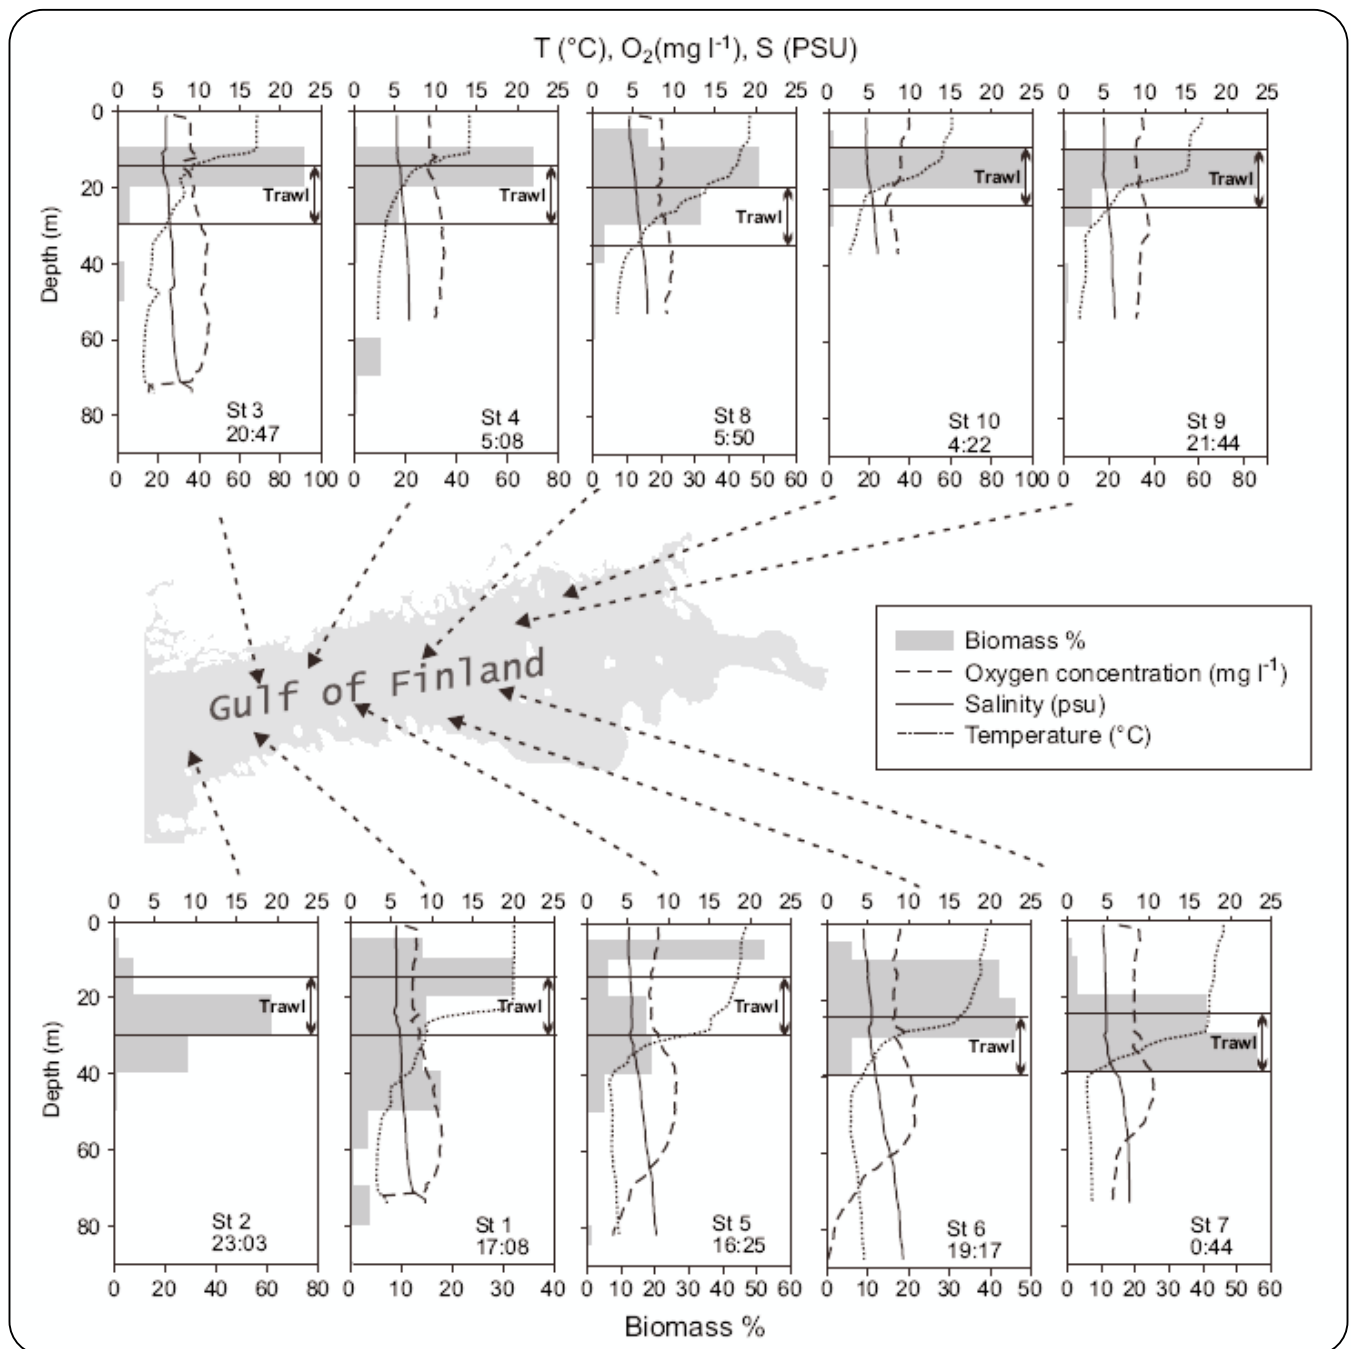 T (°C), O₂(mg l⁻¹), S (PSU)
0 5 10 15 20 25 0 5 10 15 20 25 0 5 10 15 20 25 0 5 10 15 20 25 0 5 10 15 20 25
0
20
40
60
80
Depth (m)
Trawl Trawl Trawl Trawl Trawl
St 3 St 4 St 8 St 10 St 9
20:47 5:08 5:50 4:22 21:44
0 20 40 60 80 100 0 20 40 60 80 0 10 20 30 40 50 60 0 20 40 60 80 100 0 20 40 60 80
Gulf of Finland
Biomass %
Oxygen concentration (mg l⁻¹)
Salinity (psu)
Temperature (°C)
0 5 10 15 20 25 0 5 10 15 20 25 0 5 10 15 20 25 0 5 10 15 20 25 0 5 10 15 20 25
0
20
40
60
80
Depth (m)
Trawl Trawl Trawl Trawl Trawl
St 2 St 1 St 5 St 6 St 7
23:03 17:08 16:25 19:17 0:44
0 20 40 60 80 0 10 20 30 40 0 10 20 30 40 50 60 0 10 20 30 40 50 0 10 20 30 40 50 60
Biomass %